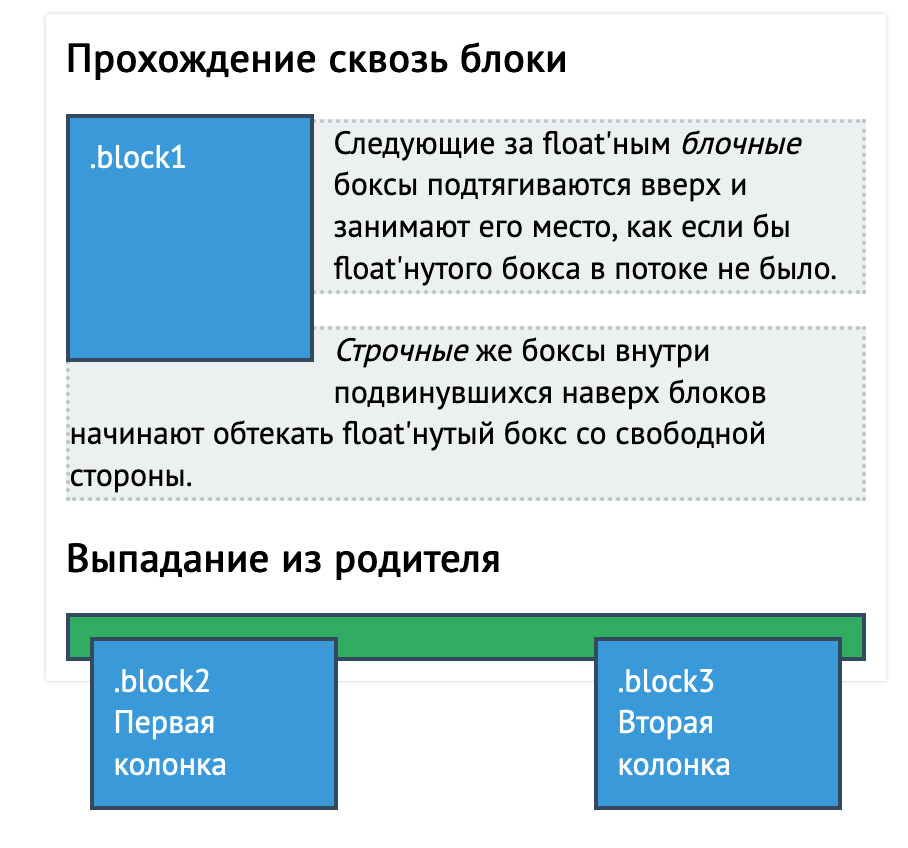 Прохождение сквозь блоки
.block1
Следующие за float'ным блочные
боксы подтягиваются вверх и
занимают его место, как если бы
float'нутого бокса в потоке не было.
Строчные же боксы внутри
подвинувшихся наверх блоков
начинают обтекать float'нутый бокс со свободной
стороны.
Выпадание из родителя
.block2
Первая
колонка
.block3
Вторая
колонка